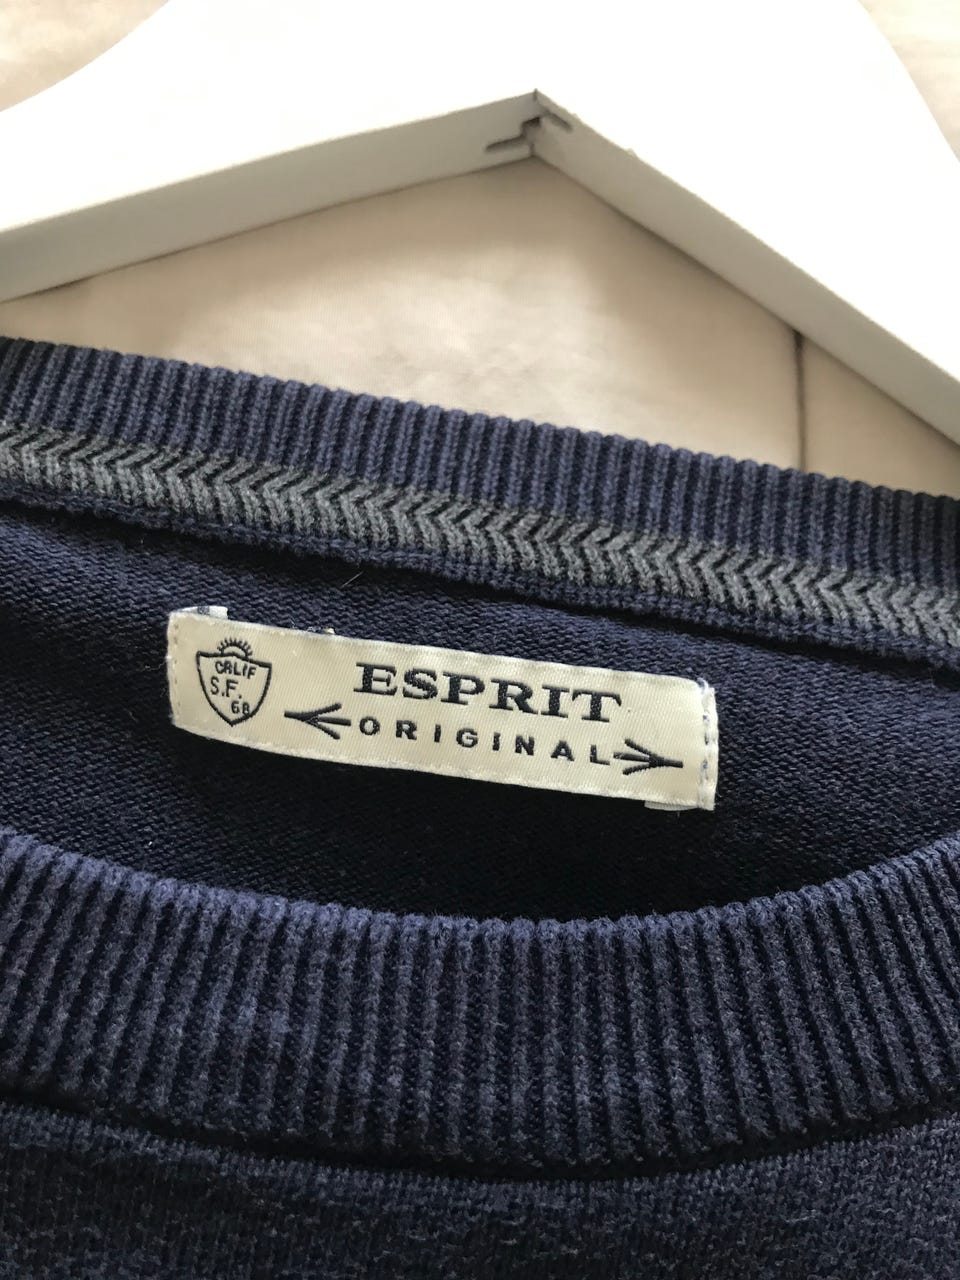 CALIF
S.F.
68
ESPRIT
ORIGINAL